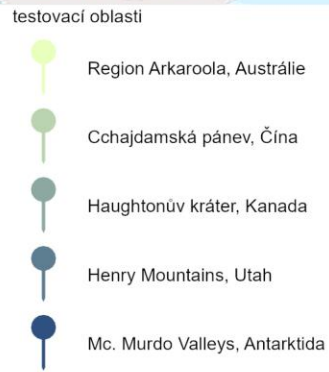 testovací oblasti
Region Arkaroola, Austrálie
Cchajdamská pánev, Čína
Haughtonův kráter, Kanada
Henry Mountains, Utah
Mc. Murdo Valleys, Antarktida